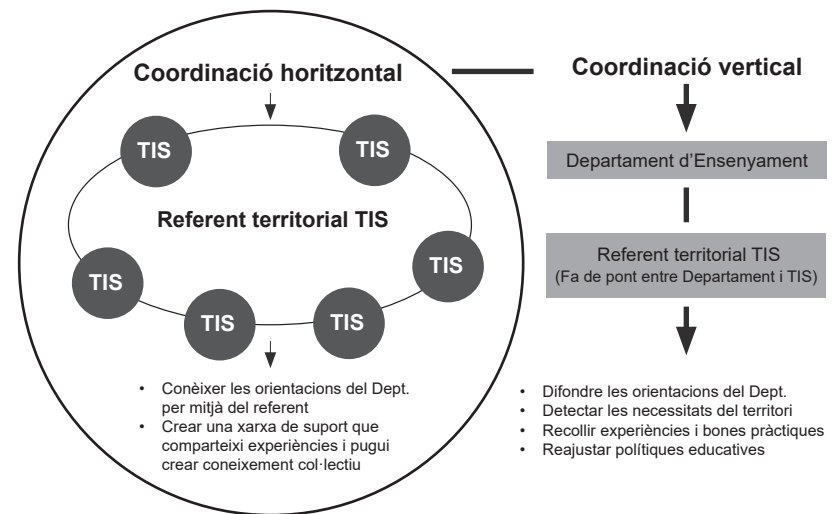 Coordinació horitzontal
TIS
TIS
Referent territorial TIS
TIS
TIS
TIS
TIS
• Conèixer les orientacions del Dept.
per mitjà del referent
• Crear una xarxa de suport que
comparteixi experiències i pugui
crear coneixement col·lectiu
Coordinació vertical
Departament d’Ensenyament
Referent territorial TIS
(Fa de pont entre Departament i TIS)
• Difondre les orientacions del Dept.
• Detectar les necessitats del territori
• Recollir experiències i bones pràctiques
• Reajustar polítiques educatives